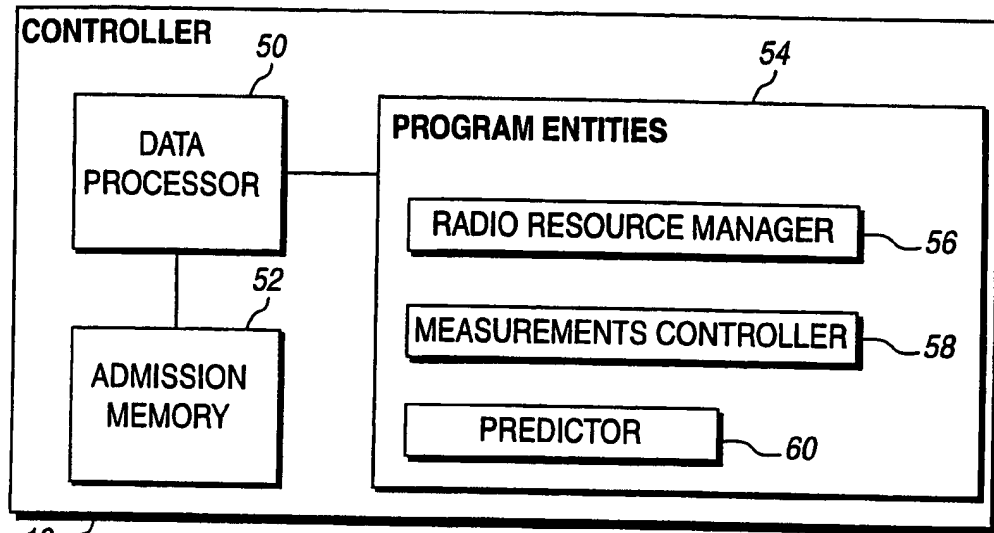 CONTROLLER
50
DATA
PROCESSOR
52
ADMISSION
MEMORY
54
PROGRAM ENTITIES
RADIO RESOURCE MANAGER
56
MEASUREMENTS CONTROLLER
58
PREDICTOR
60